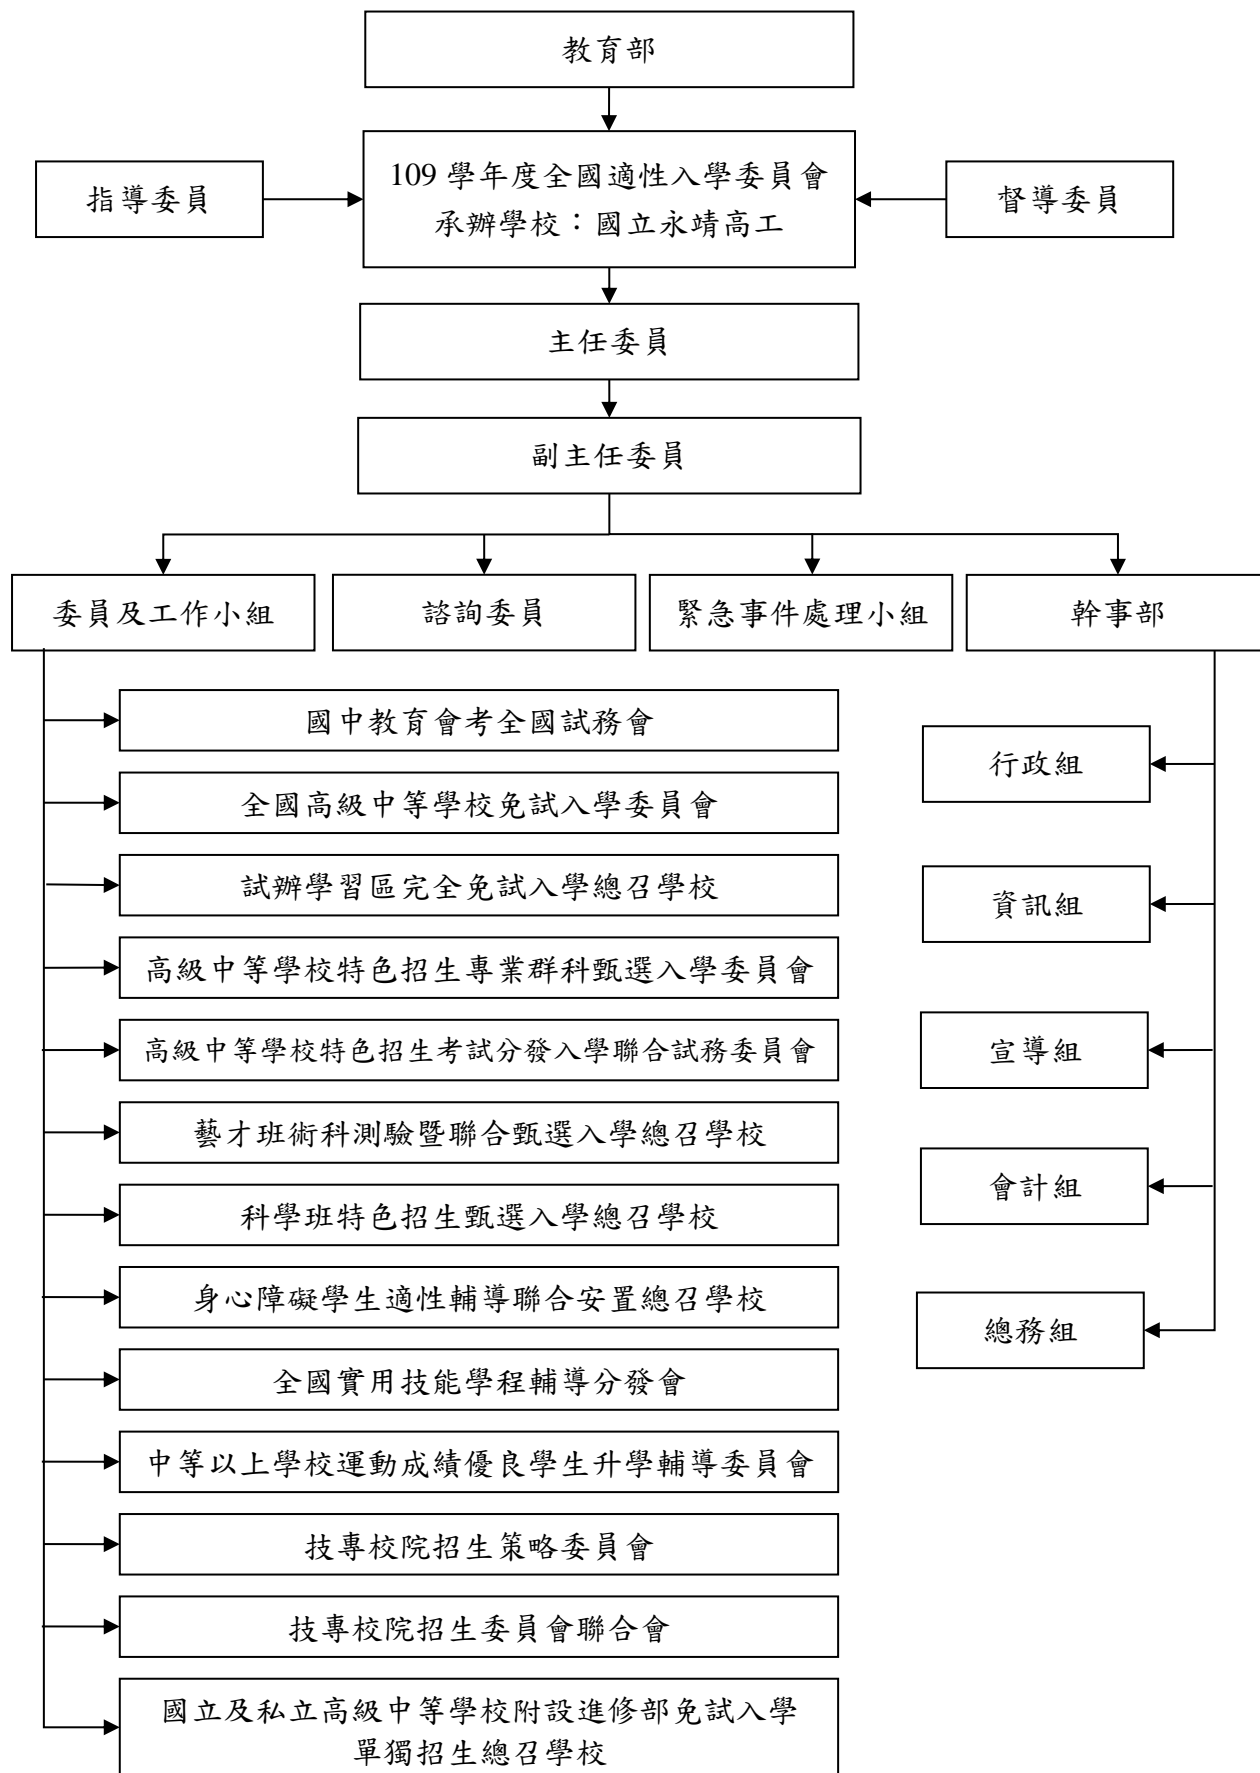 教育部
109 學年度全國適性入學委員會
承辦學校：國立永靖高工
指導委員
督導委員
主任委員
副主任委員
委員及工作小組
諮詢委員
緊急事件處理小組
幹事部
國中教育會考全國試務會
全國高級中等學校免試入學委員會
試辦學習區完全免試入學總召學校
高級中等學校特色招生專業群科甄選入學委員會
高級中等學校特色招生考試分發入學聯合試務委員會
藝才班術科測驗暨聯合甄選入學總召學校
科學班特色招生甄選入學總召學校
身心障礙學生適性輔導聯合安置總召學校
全國實用技能學程輔導分發會
中等以上學校運動成績優良學生升學輔導委員會
技專校院招生策略委員會
技專校院招生委員會聯合會
國立及私立高級中等學校附設進修部免試入學
單獨招生總召學校
行政組
資訊組
宣導組
會計組
總務組